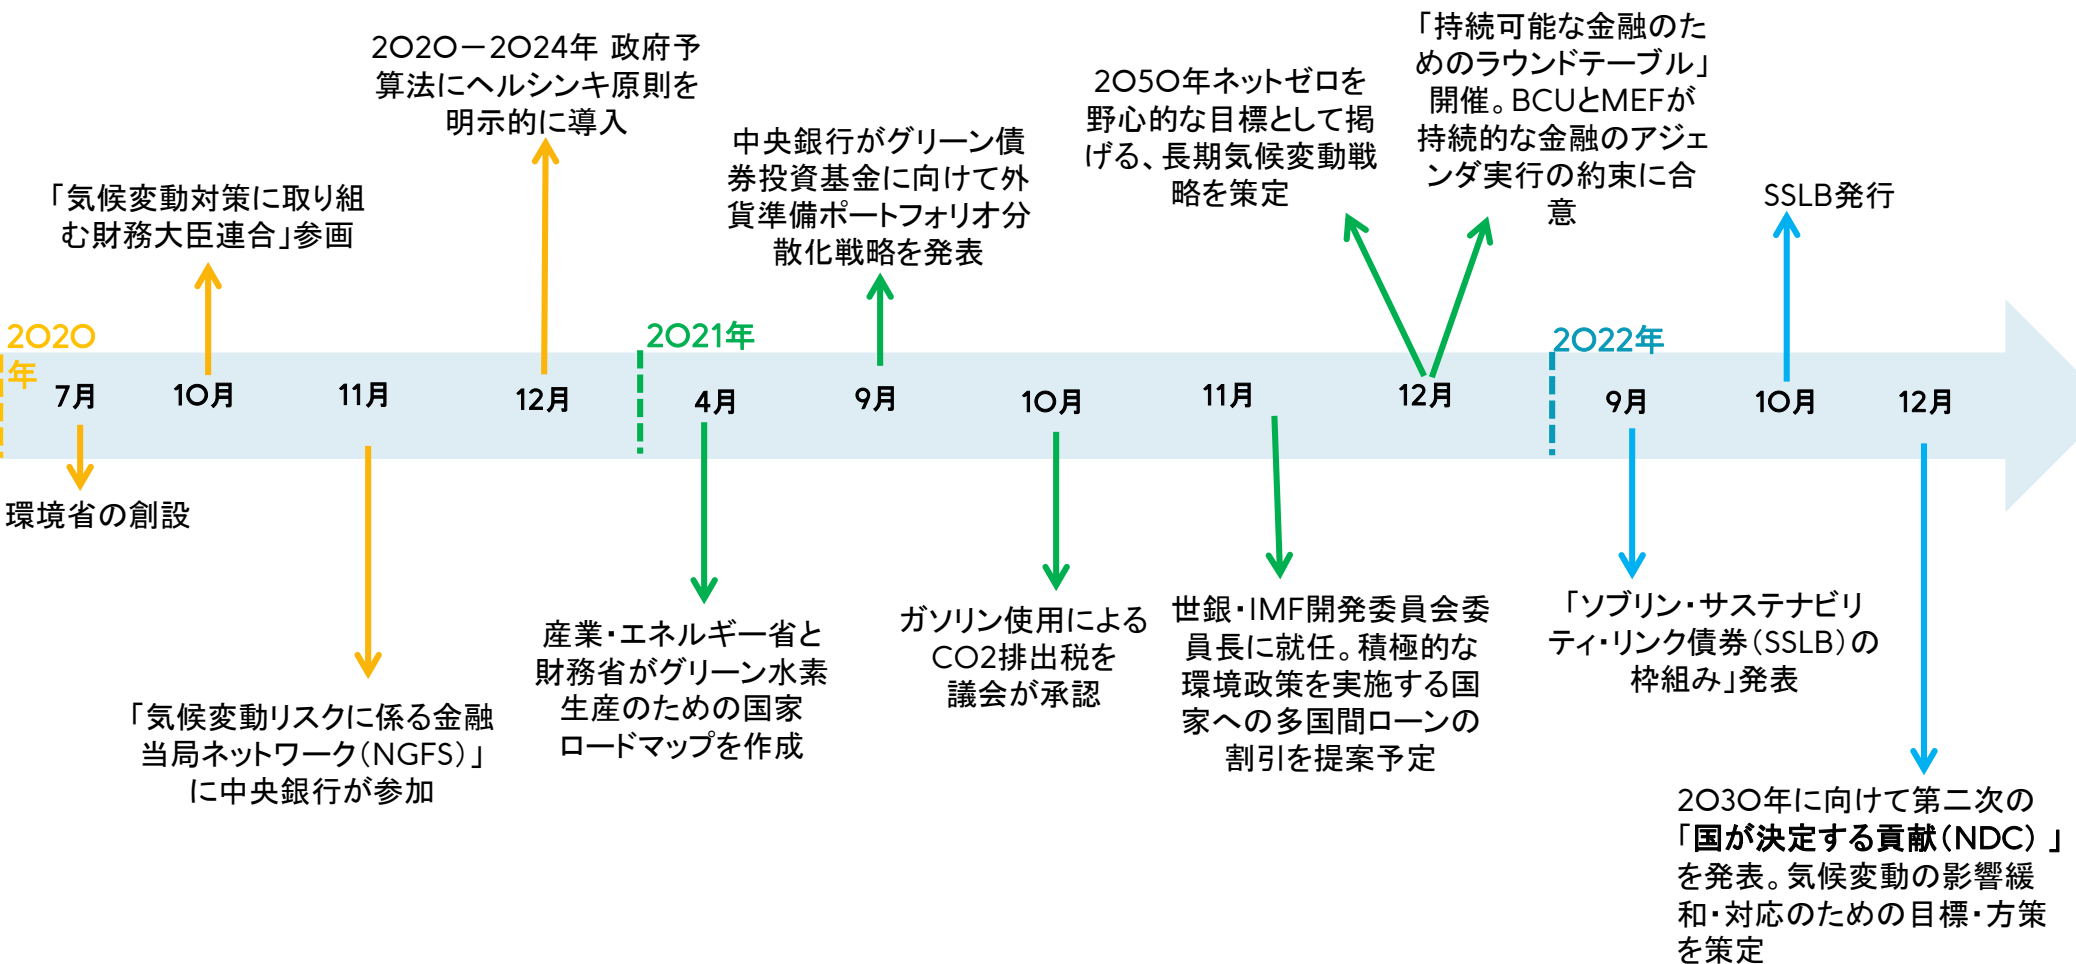 2020－2024年 政府予
算法にヘルシンキ原則を
明示的に導入
「気候変動対策に取り組
む財務大臣連合」参画
中央銀行がグリーン債
券投資基金に向けて外
貨準備ポートフォリオ分
散化戦略を発表
2050年ネットゼロを
野心的な目標として掲
げる、長期気候変動戦
略を策定
「持続可能な金融のた
めのラウンドテーブル」
開催。BCUとMEFが
持続的な金融のアジェ
ンダ実行の約束に合
意
SSLB発行
2020
年
2021年
2022年
7月
10月
11月
12月
4月
9月
10月
11月
12月
9月
10月
12月
環境省の創設
「気候変動リスクに係る金融
当局ネットワーク（NGFS）」
に中央銀行が参加
産業・エネルギー省と
財務省がグリーン水素
生産のための国家
ロードマップを作成
ガソリン使用による
CO2排出税を
議会が承認
世銀・IMF開発委員会委
員長に就任。積極的な
環境政策を実施する国
家への多国間ローンの
割引を提案予定
「ソブリン・サステナビリ
ティ・リンク債券（SSLB）の
枠組み」発表
2030年に向けて第二次の
「国が決定する貢献（NDC）」
を発表。気候変動の影響緩
和・対応のための目標・方策
を策定